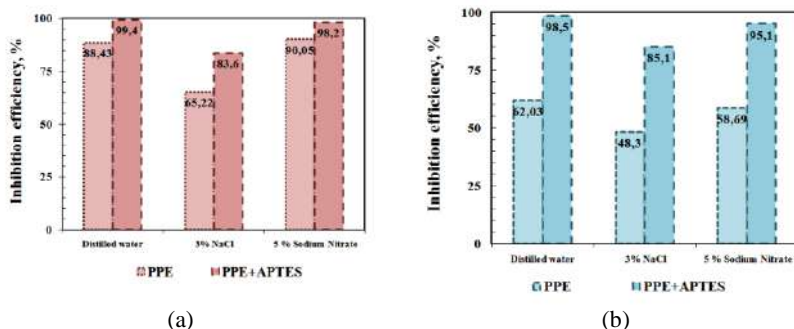 Inhibition efficiency, %
100
75
50
25
0
88,43
99,4
65,22
83,6
90,05
98,2
Distilled water
3% NaCl
5 % Sodium Nitrate
PPE
PPE+APTES
(a)
Inhibition efficiency, %
100
75
50
25
0
62,03
98,5
48,3
85,1
58,69
95,1
Distilled water
3% NaCl
5 % Sodium Nitrate
PPE
PPE+APTES
(b)